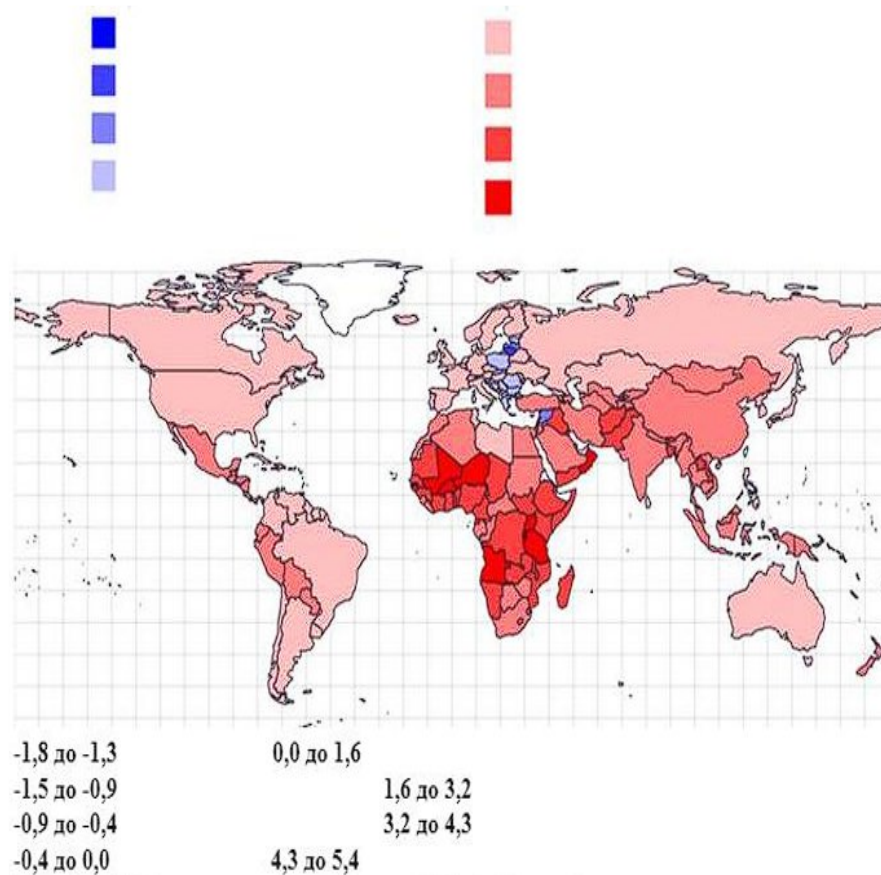 -1,8 до -1,3 0,0 до 1,6
-1,5 до -0,9 1,6 до 3,2
-0,9 до -0,4 3,2 до 4,3
-0,4 до 0,0 4,3 до 5,4